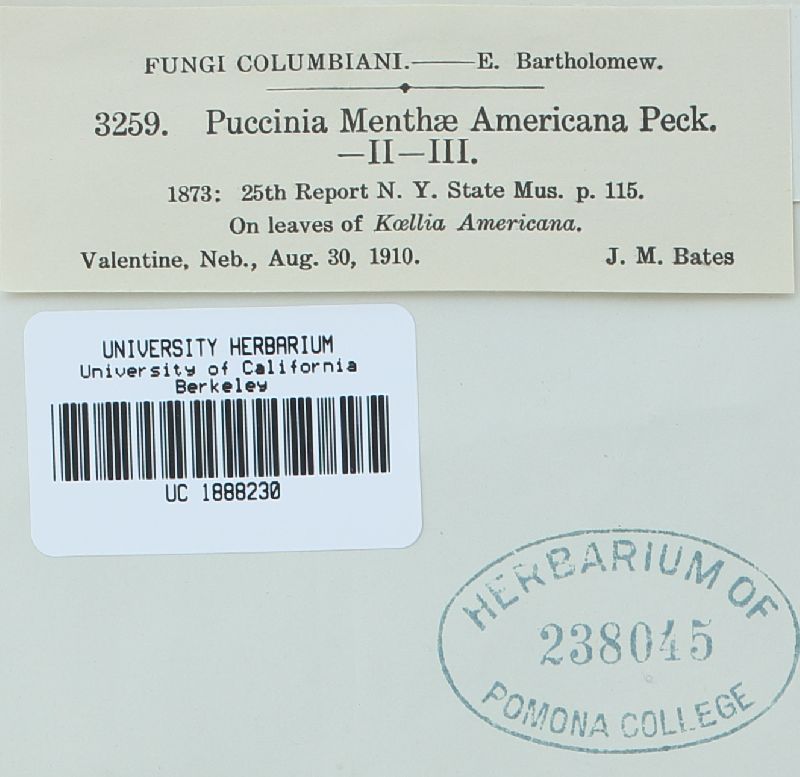 FUNGI COLUMBIANI.——E. Bartholomew.
3259. Puccinia Menthæ Americana Peck.
—II—III.
1873: 25th Report N. Y. State Mus. p. 115.
On leaves of Kœllia Americana.
Valentine, Neb., Aug. 30, 1910. J. M. Bates
UNIVERSITY HERBARIUM
University of California
Berkeley
UC 1888230
HERBARIUM OF
238045
POMONA COLLEGE